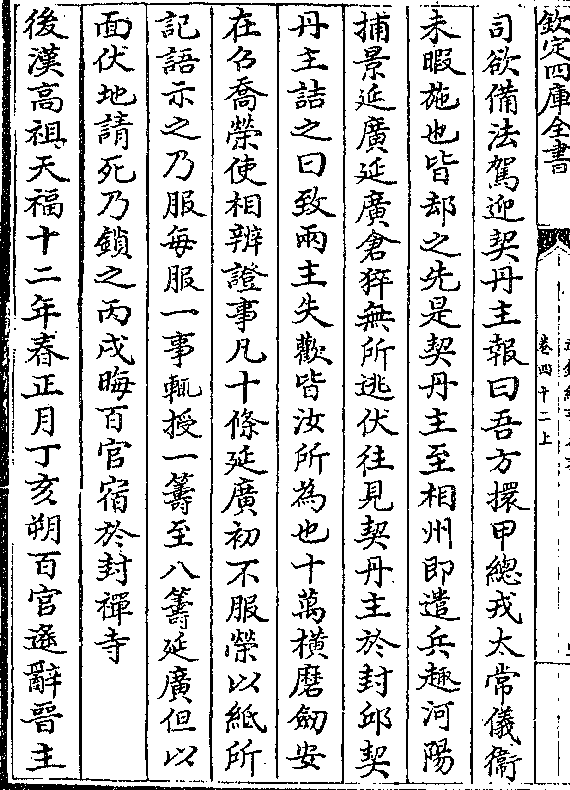 欽定四庫全書
卷四十二上
司欲備法駕迎契丹主報曰吾方擐甲總戎太常儀衛
未暇施也皆却之先是契丹主至相州即遣兵趣河陽
捕景延廣延廣倉猝無所逃伏往見契丹主於封邱契
丹主詰之曰致兩主失歡皆汝所為也十萬橫磨劒安
在召喬榮使相辨證事凡十條延廣初不服榮以紙所
記語示之乃服每服一事輒授一籌至八籌延廣但以
面伏地請死乃鎖之丙戌晦百官宿於封禪寺
後漢高祖天福十二年春正月丁亥朔百官遥辭晉主